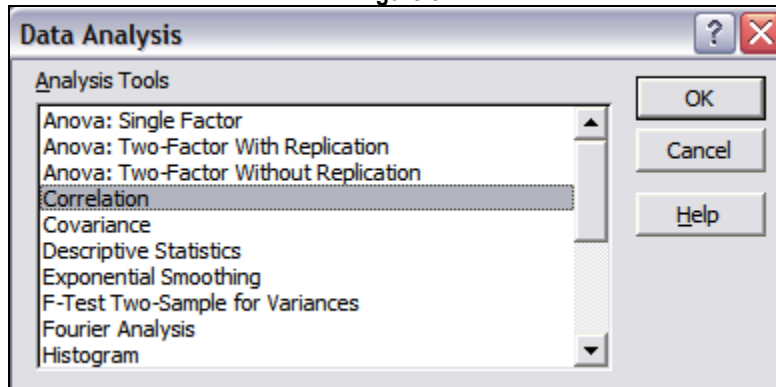 Data Analysis
Analysis Tools
Anova: Single Factor
Anova: Two-Factor With Replication
Anova: Two-Factor Without Replication
Correlation
Covariance
Descriptive Statistics
Exponential Smoothing
F-Test Two-Sample for Variances
Fourier Analysis
Histogram
OK
Cancel
Help